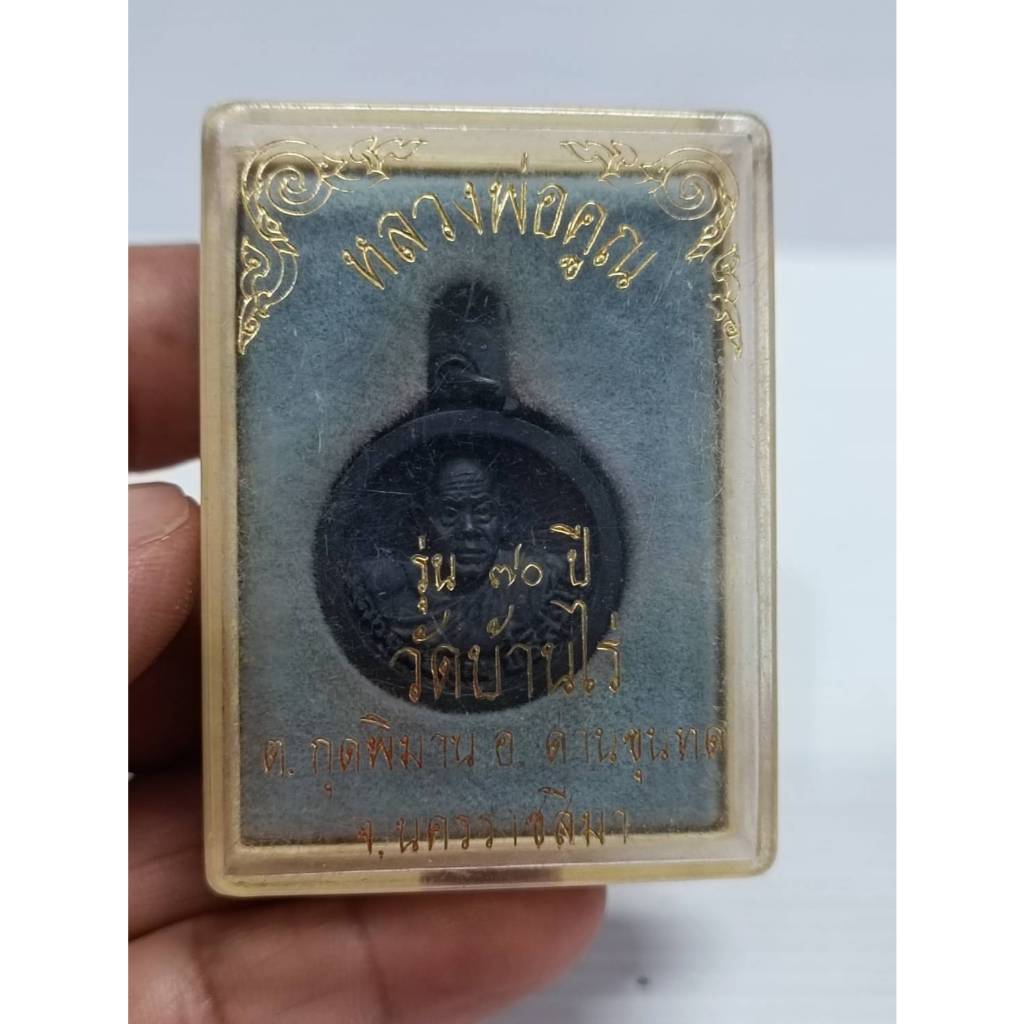 หลวงพ่อคูณ
รุ่น ๗๐ ปี
วัดบ้านไร่
ต. กุดพิมาน อ. ด่านขุนทด
จ.นครราชสีมา